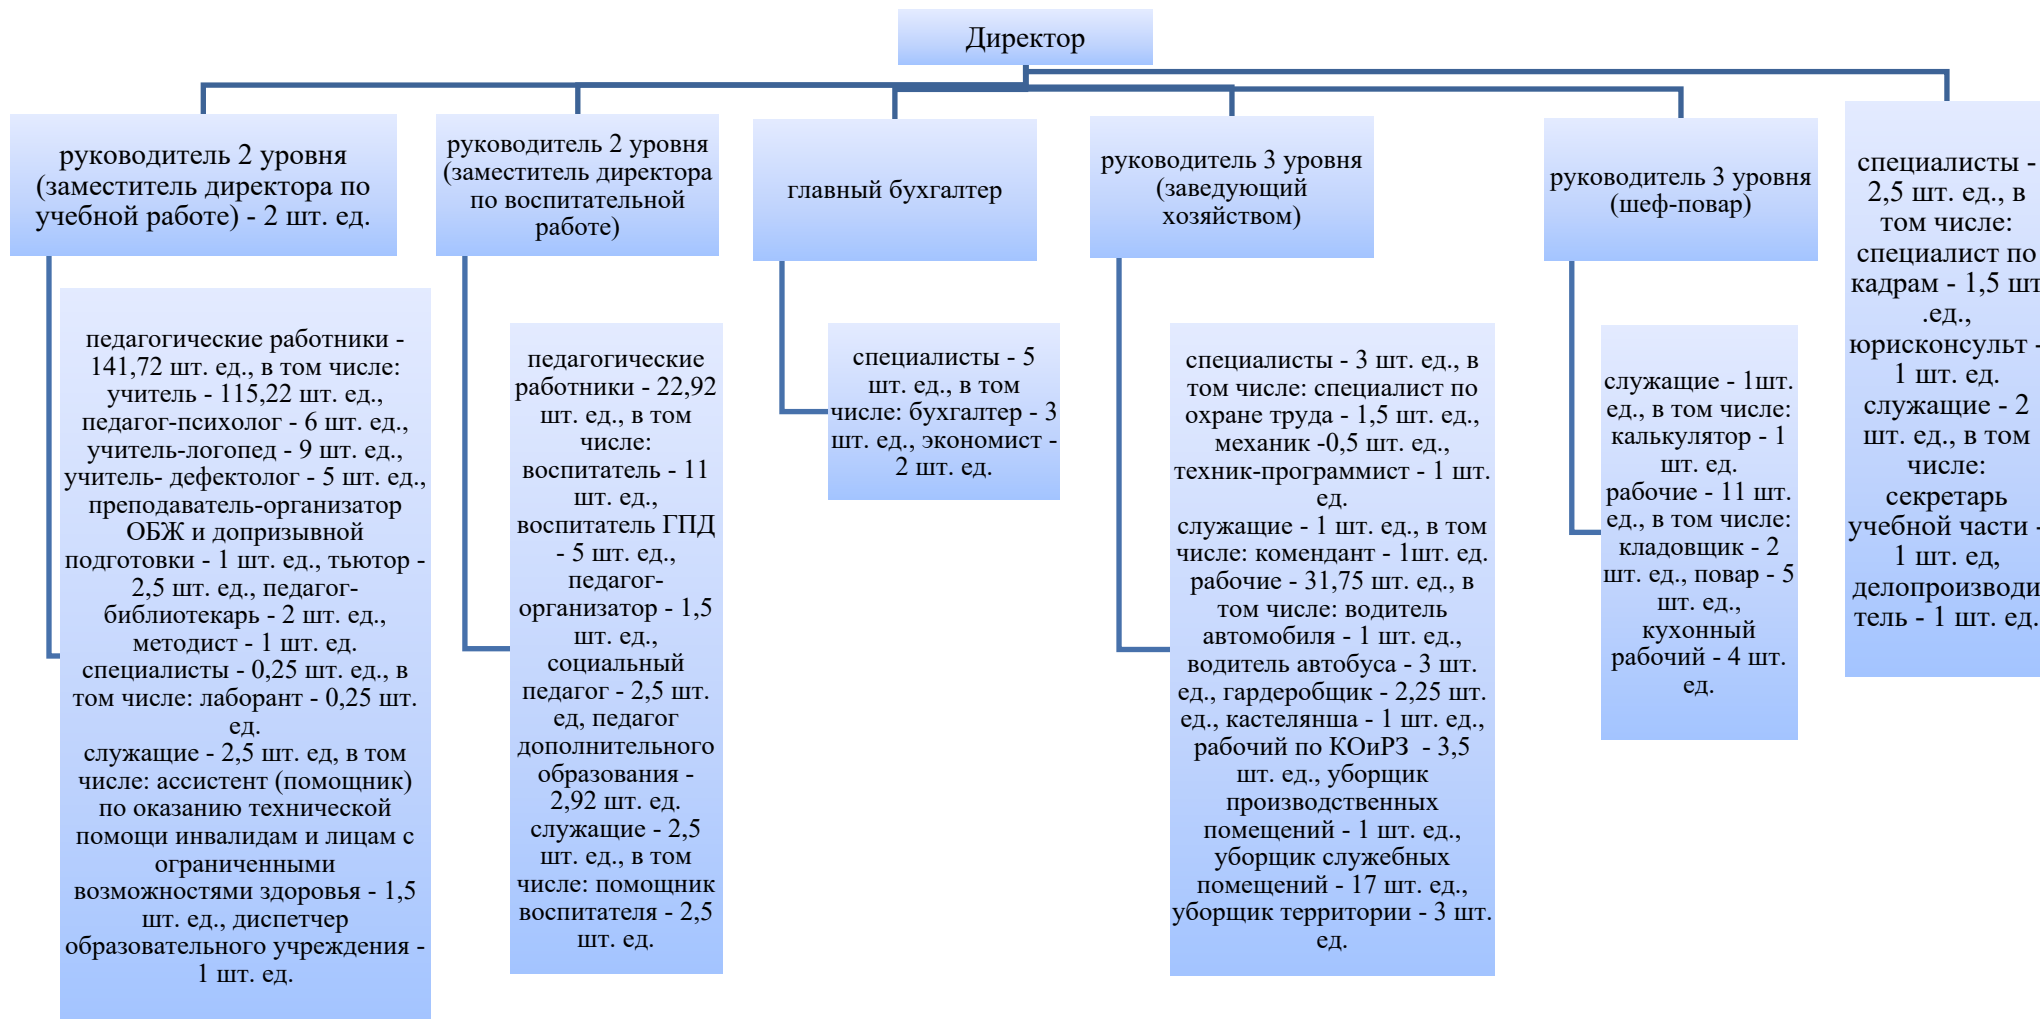 Директор
руководитель 2 уровня
(заместитель директора по
учебной работе) - 2 шт. ед.
педагогические работники -
141,72 шт. ед., в том числе:
учитель - 115,22 шт. ед.,
педагог-психолог - 6 шт. ед.,
учитель-логопед - 9 шт. ед.,
учитель- дефектолог - 5 шт. ед.,
преподаватель-организатор
ОБЖ и допризывной
подготовки - 1 шт. ед., тьютор -
2,5 шт. ед., педагог-
библиотекарь - 2 шт. ед.,
методист - 1 шт. ед.
специалисты - 0,25 шт. ед., в
том числе: лаборант - 0,25 шт.
ед.
служащие - 2,5 шт. ед, в том
числе: ассистент (помощник)
по оказанию технической
помощи инвалидам и лицам с
ограниченными
возможностями здоровья - 1,5
шт. ед., диспетчер
образовательного учреждения -
1 шт. ед.
руководитель 2 уровня
(заместитель директора
по воспитательной
работе)
педагогические
работники - 22,92
шт. ед., в том
числе:
воспитатель - 11
шт. ед.,
воспитатель ГПД
- 5 шт. ед.,
педагог-
организатор - 1,5
шт. ед.,
социальный
педагог - 2,5 шт.
ед, педагог
дополнительного
образования -
2,92 шт. ед.
служащие - 2,5
шт. ед., в том
числе: помощник
воспитателя - 2,5
шт. ед.
главный бухгалтер
специалисты - 5
шт. ед., в том
числе: бухгалтер - 3
шт. ед., экономист -
2 шт. ед.
руководитель 3 уровня
(заведующий
хозяйством)
специалисты - 3 шт. ед., в
том числе: специалист по
охране труда - 1,5 шт. ед.,
механик -0,5 шт. ед.,
техник-программист - 1 шт.
ед.
служащие - 1 шт. ед., в том
числе: комендант - 1шт. ед.
рабочие - 31,75 шт. ед., в
том числе: водитель
автомобиля - 1 шт. ед.,
водитель автобуса - 3 шт.
ед., гардеробщик - 2,25 шт.
ед., кастелянша - 1 шт. ед.,
рабочий по КОиРЗ - 3,5
шт. ед., уборщик
производственных
помещений - 1 шт. ед.,
уборщик служебных
помещений - 17 шт. ед.,
уборщик территории - 3 шт.
ед.
руководитель 3 уровня
(шеф-повар)
служащие - 1шт.
ед., в том числе:
калькулятор - 1
шт. ед.
рабочие - 11 шт.
ед., в том числе:
кладовщик - 2
шт. ед., повар - 5
шт. ед.,
кухонный
рабочий - 4 шт.
ед.
специалисты -
2,5 шт. ед., в
том числе:
специалист по
кадрам - 1,5 шт
.ед.,
юрисконсульт -
1 шт. ед.
служащие - 2
шт. ед., в том
числе:
секретарь
учебной части -
1 шт. ед,
делопроизводи
тель - 1 шт. ед.